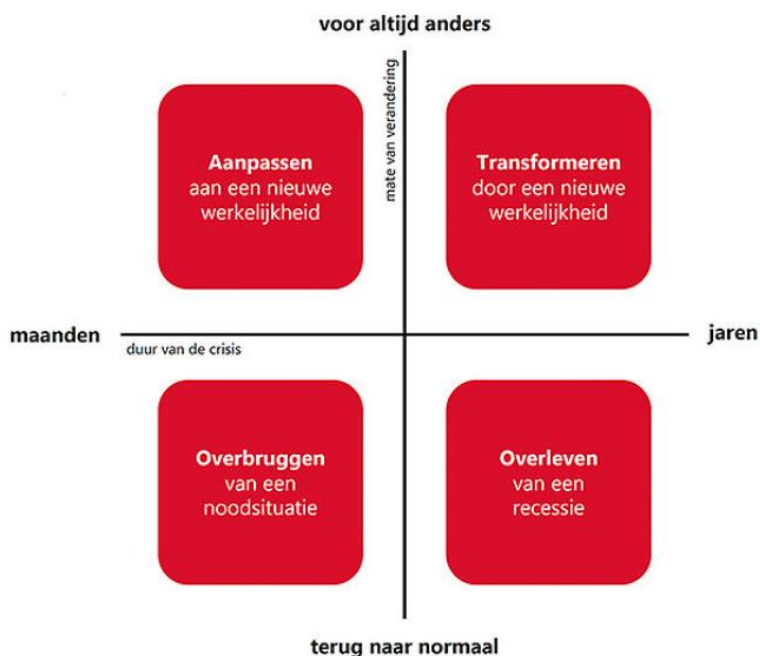 voor altijd anders
mate van verandering
Aanpassen
aan een nieuwe
werkelijkheid
Transformeren
door een nieuwe
werkelijkheid
maanden
duur van de crisis
jaren
Overbruggen
van een
noodsituatie
Overleven
van een
recessie
terug naar normaal